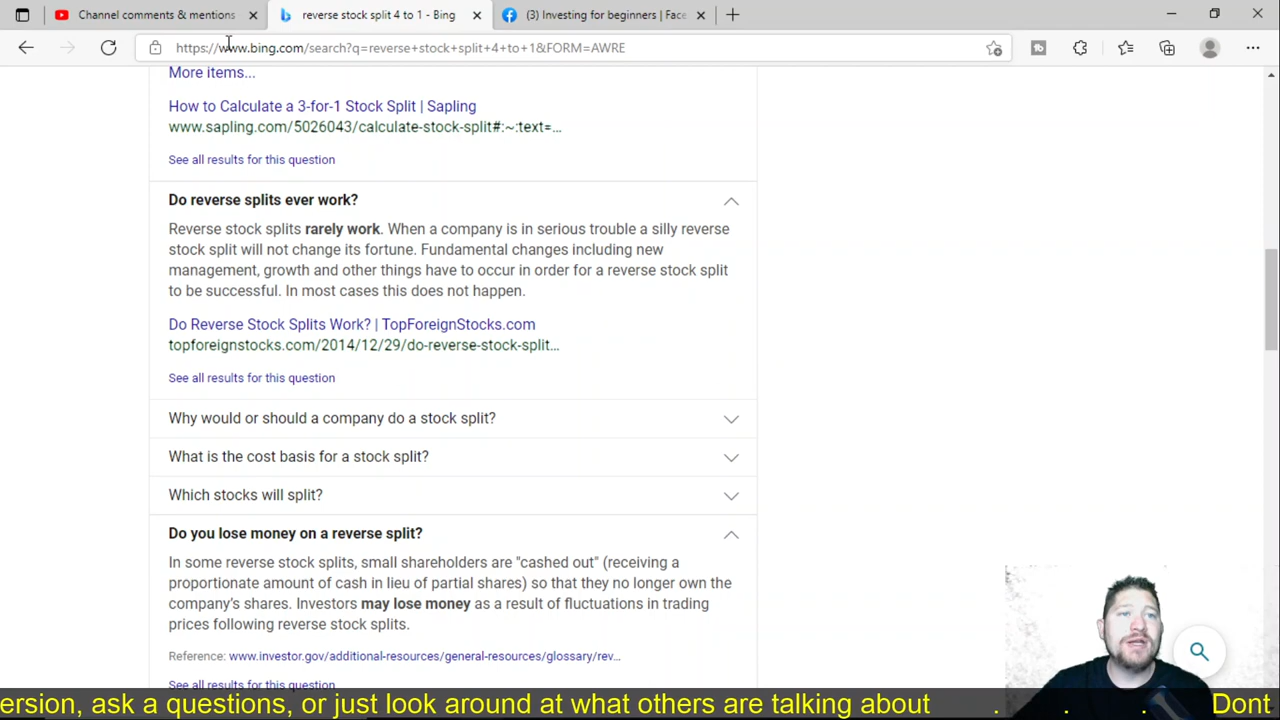 Channel comments & mentions
reverse stock split 4 to 1 - Bing
(3) Investing for beginners | Face
https://www.bing.com/search?q=reverse+stock+split+4+to+1&FORM=AWRE
More items...
How to Calculate a 3-for-1 Stock Split | Sapling
www.sapling.com/5026043/calculate-stock-split#:~:text=...
See all results for this question
Do reverse splits ever work?
Reverse stock splits rarely work. When a company is in serious trouble a silly reverse
stock split will not change its fortune. Fundamental changes including new
management, growth and other things have to occur in order for a reverse stock split
to be successful. In most cases this does not happen.
Do Reverse Stock Splits Work? | TopForeignStocks.com
topforeignstocks.com/2014/12/29/do-reverse-stock-split...
See all results for this question
Why would or should a company do a stock split?
What is the cost basis for a stock split?
Which stocks will split?
Do you lose money on a reverse split?
In some reverse stock splits, small shareholders are "cashed out" (receiving a
proportionate amount of cash in lieu of partial shares) so that they no longer own the
company's shares. Investors may lose money as a result of fluctuations in trading
prices following reverse stock splits.
Reference: www.investor.gov/additional-resources/general-resources/glossary/rev...
See all results for this question
ersion, ask a questions, or just look around at what others are talking about . . . Dont